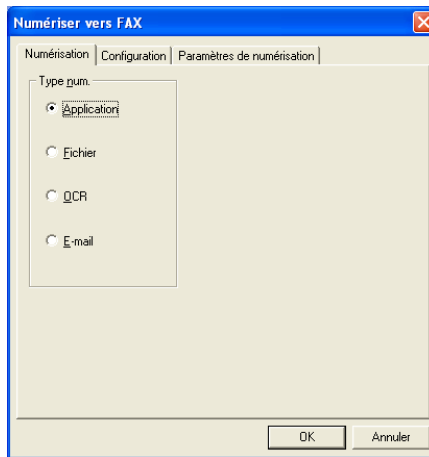 Numériser vers FAX
Numérisation Configuration Paramètres de numérisation
Type num.
Application
Fichier
OCR
E-mail
OK Annuler